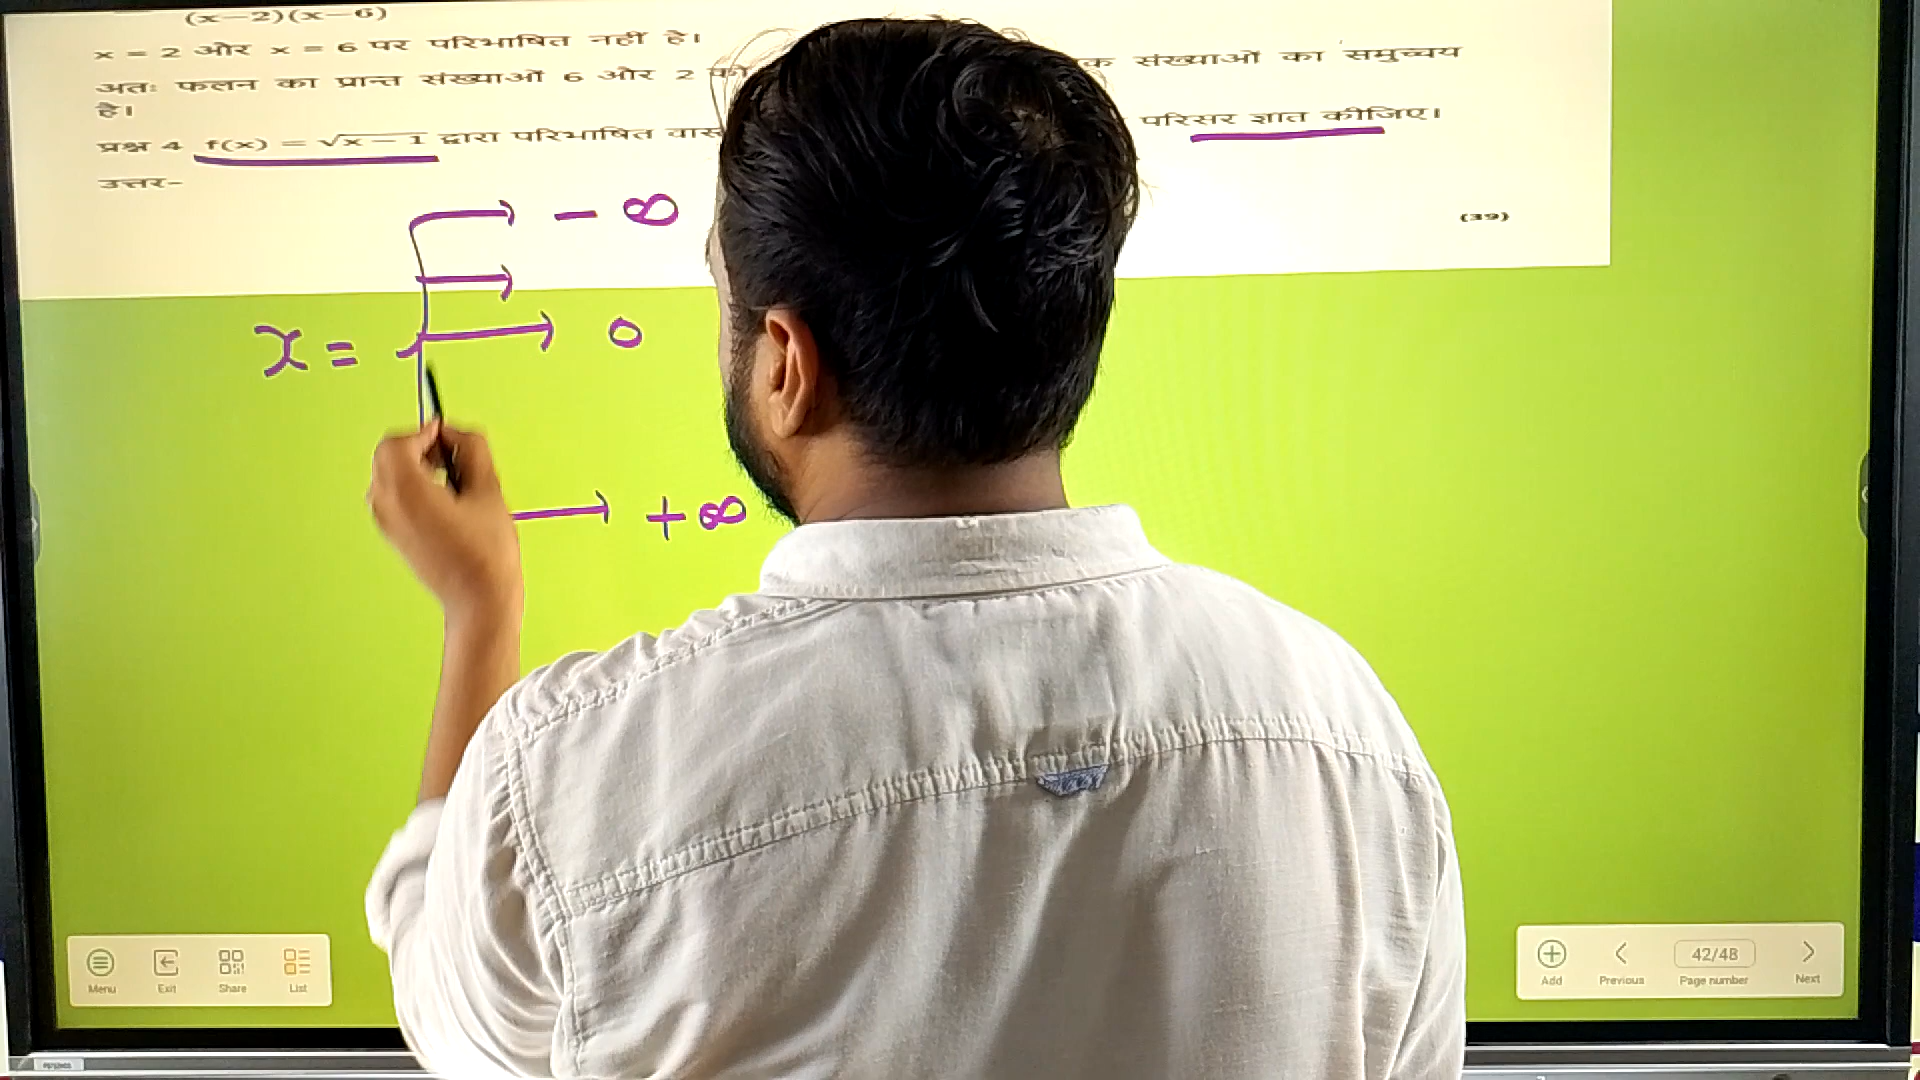 (x-2)(x-6)
x = 2 और x = 6 पर परिभाषित नहीं है।
अतः फलन का प्रान्त संख्याओं 6 और 2 को संख्याओं का समुच्चय
है।
प्रश्न 4 f(x) = √x-1 द्वारा परिभाषित परिसर ज्ञात कीजिए।
उत्तर-
- ∞
(39)
x = 0
+ ∞
Menu Exit Share List
Add Previous 42/48 Page number Next